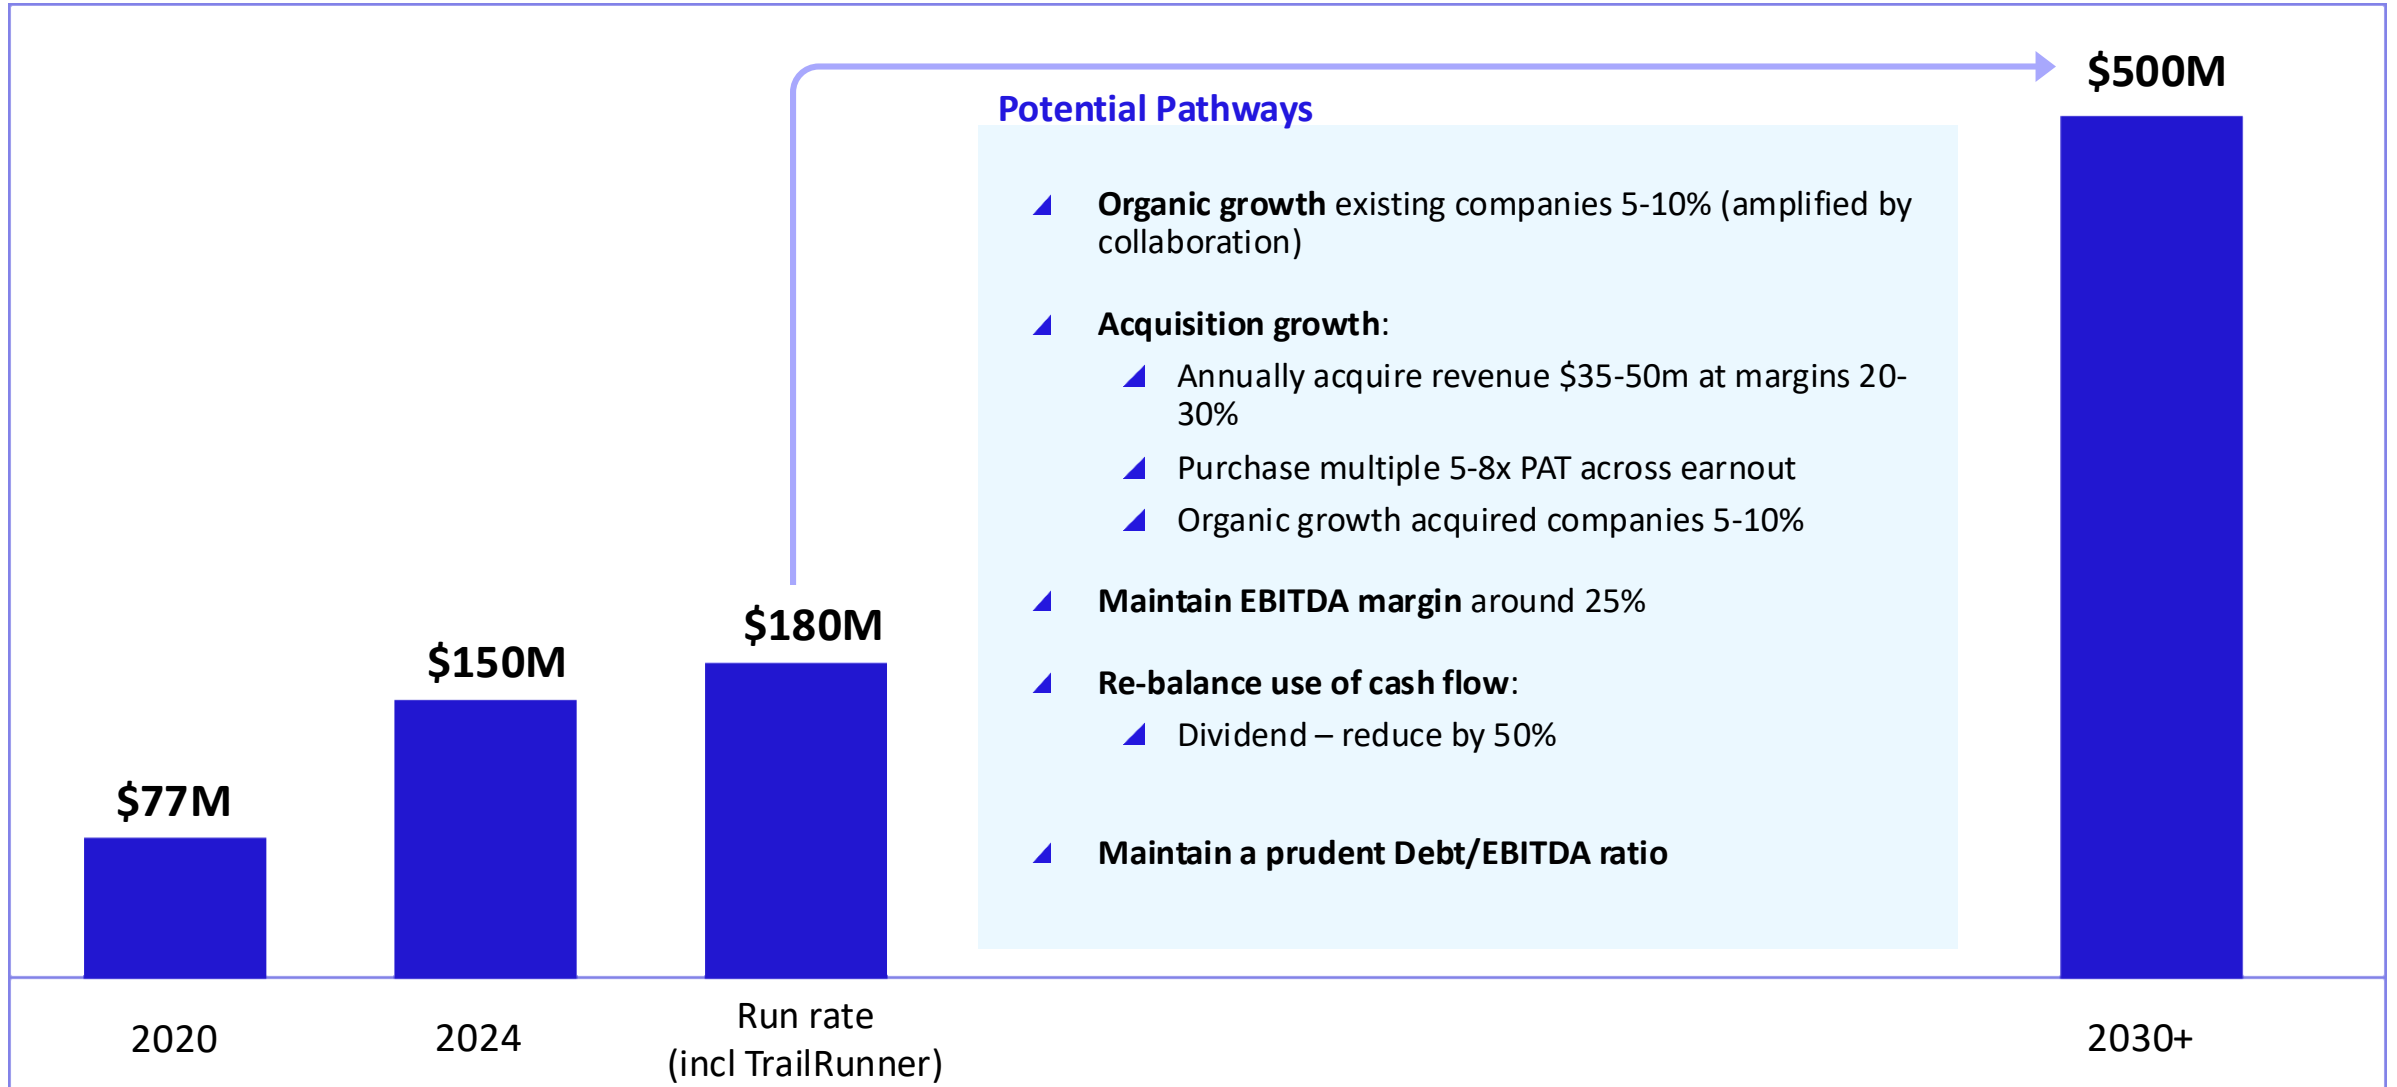 $500M
Potential Pathways
Organic growth existing companies 5-10% (amplified by
collaboration)
Acquisition growth:
Annually acquire revenue $35-50m at margins 20-
30%
Purchase multiple 5-8x PAT across earnout
Organic growth acquired companies 5-10%
Maintain EBITDA margin around 25%
Re-balance use of cash flow:
Dividend – reduce by 50%
Maintain a prudent Debt/EBITDA ratio
$180M
$150M
$77M
2020
2024
Run rate
(incl TrailRunner)
2030+